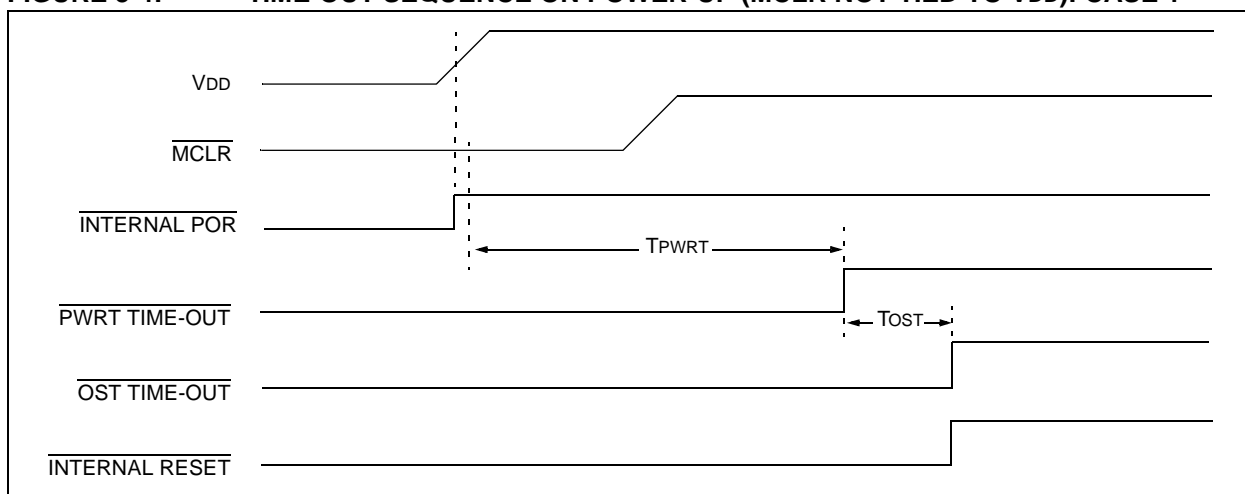 VDD
MCLR
INTERNAL POR
TPWRT
PWRT TIME-OUT
TOST
OST TIME-OUT
INTERNAL RESET